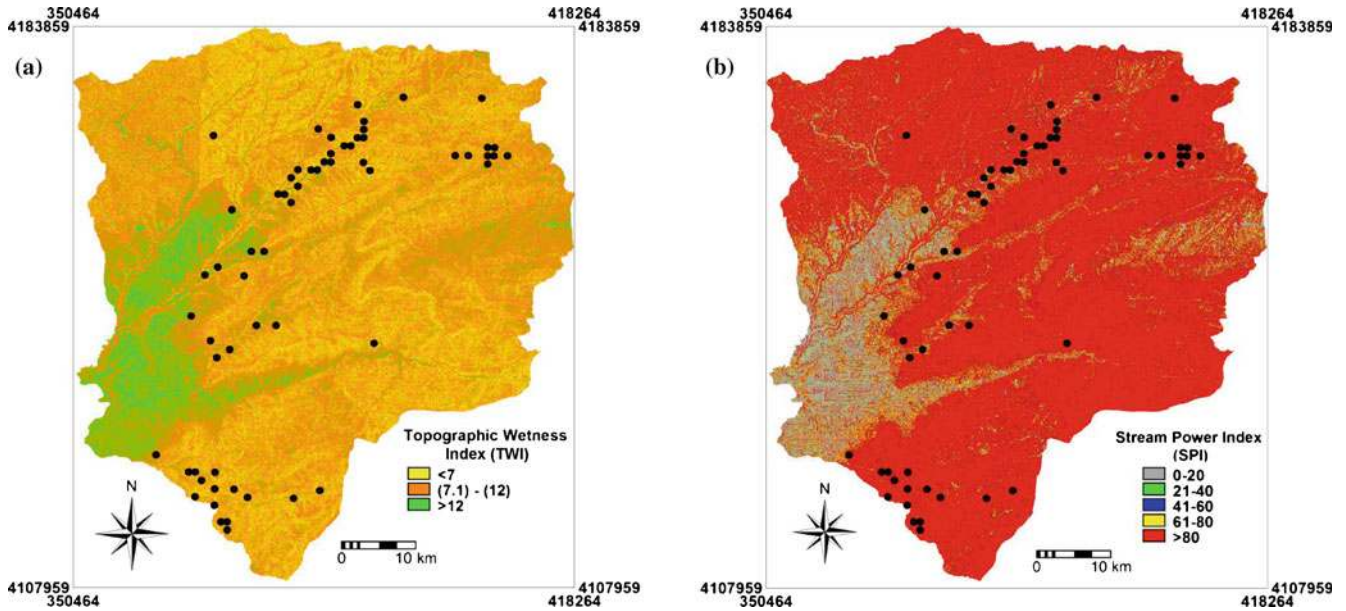 350464 418264 350464 418264
4183859 4183859 4183859
(a) (b)
Topographic Wetness
Index (TWI)
<7
(7.1) - (12)
>12
N
0 10 km
Stream Power Index
(SPI)
0-20
21-40
41-60
61-80
>80
N
0 10 km
4107959 4107959 4107959
350464 418264 350464 418264